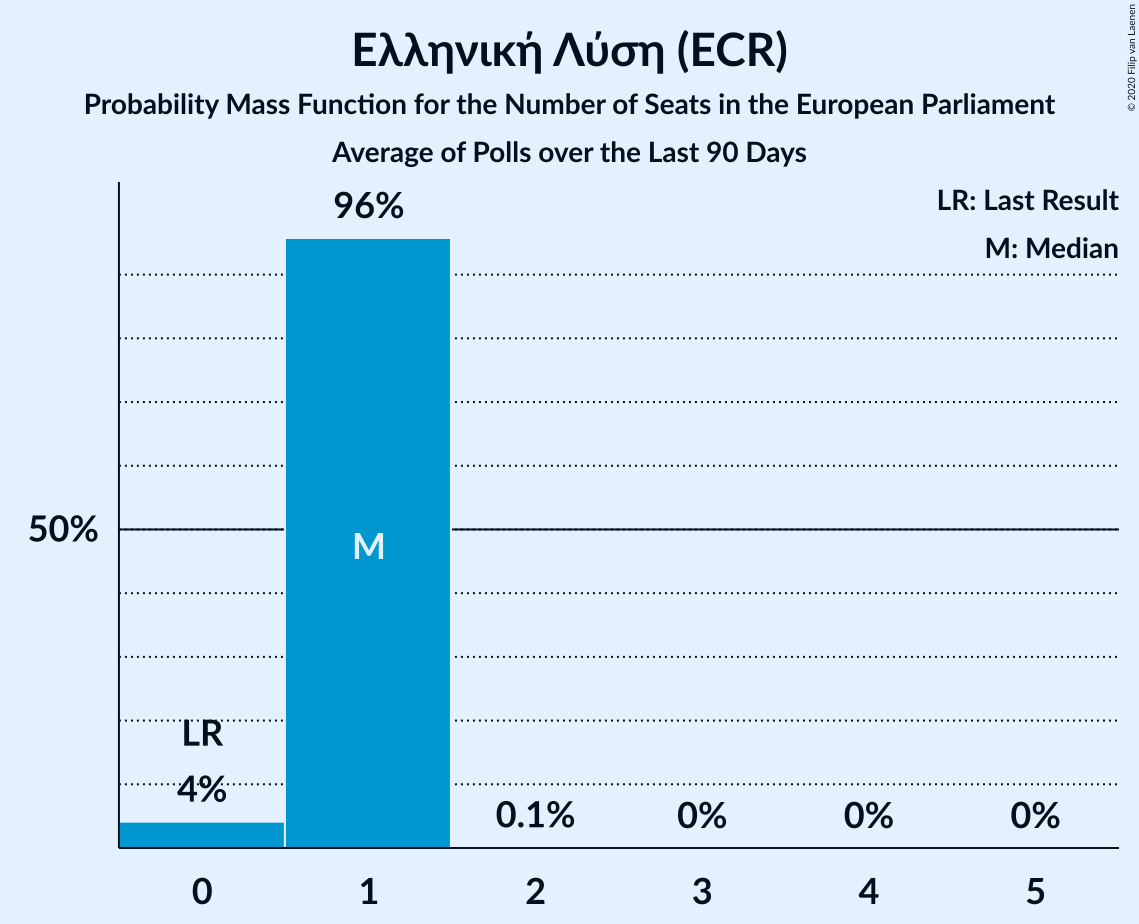 Ελληνική Λύση (ECR)
Probability Mass Function for the Number of Seats in the European Parliament
Average of Polls over the Last 90 Days
© 2020 Filip van Laenen
LR: Last Result
M: Median
96%
50%
M
LR
4%
0.1%
0%
0%
0%
0
1
2
3
4
5